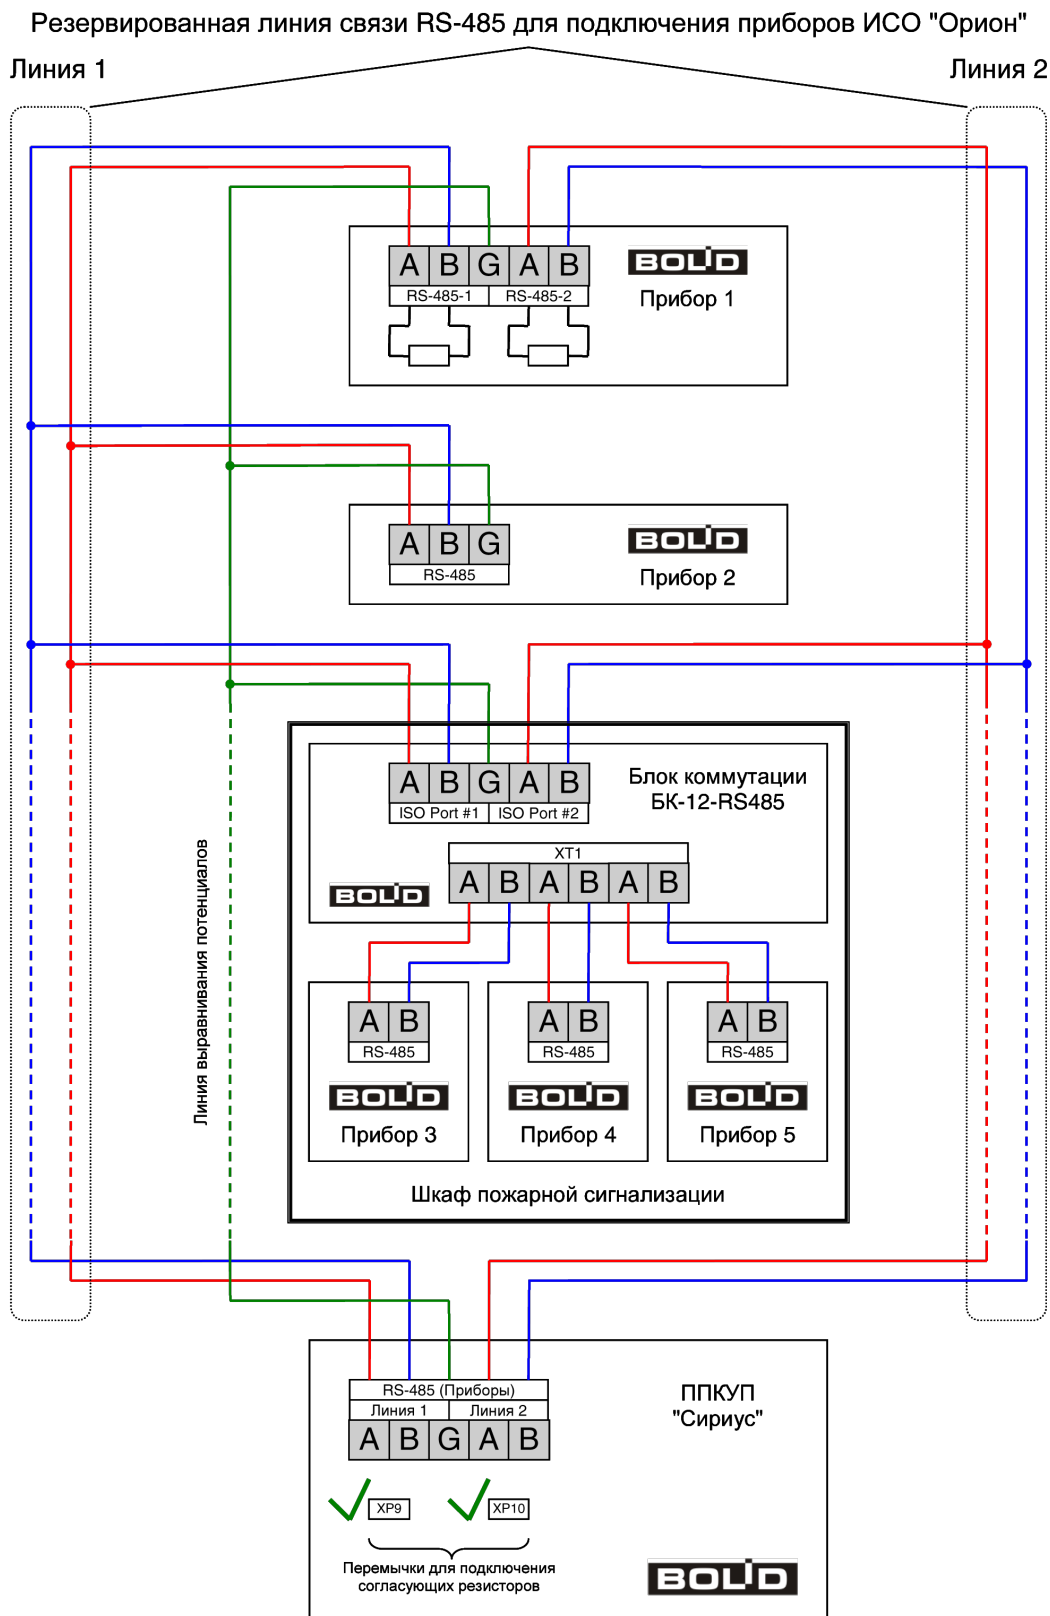 Резервированная линия связи RS-485 для подключения приборов ИСО "Орион"
Линия 1
Линия 2
A B G A B
RS-485-1 RS-485-2
BOLID
Прибор 1
A B G
RS-485
BOLID
Прибор 2
A B G A B
ISO Port #1 ISO Port #2
Блок коммутации
БК-12-RS485
XT1
A B A B A B
BOLID
Линия выравнивания потенциалов
A B
RS-485
BOLID
Прибор 3
A B
RS-485
BOLID
Прибор 4
A B
RS-485
BOLID
Прибор 5
Шкаф пожарной сигнализации
RS-485 (Приборы)
Линия 1 Линия 2
A B G A B
ППКУП
"Сириус"
XP9 XP10
Перемычки для подключения
согласующих резисторов
BOLID